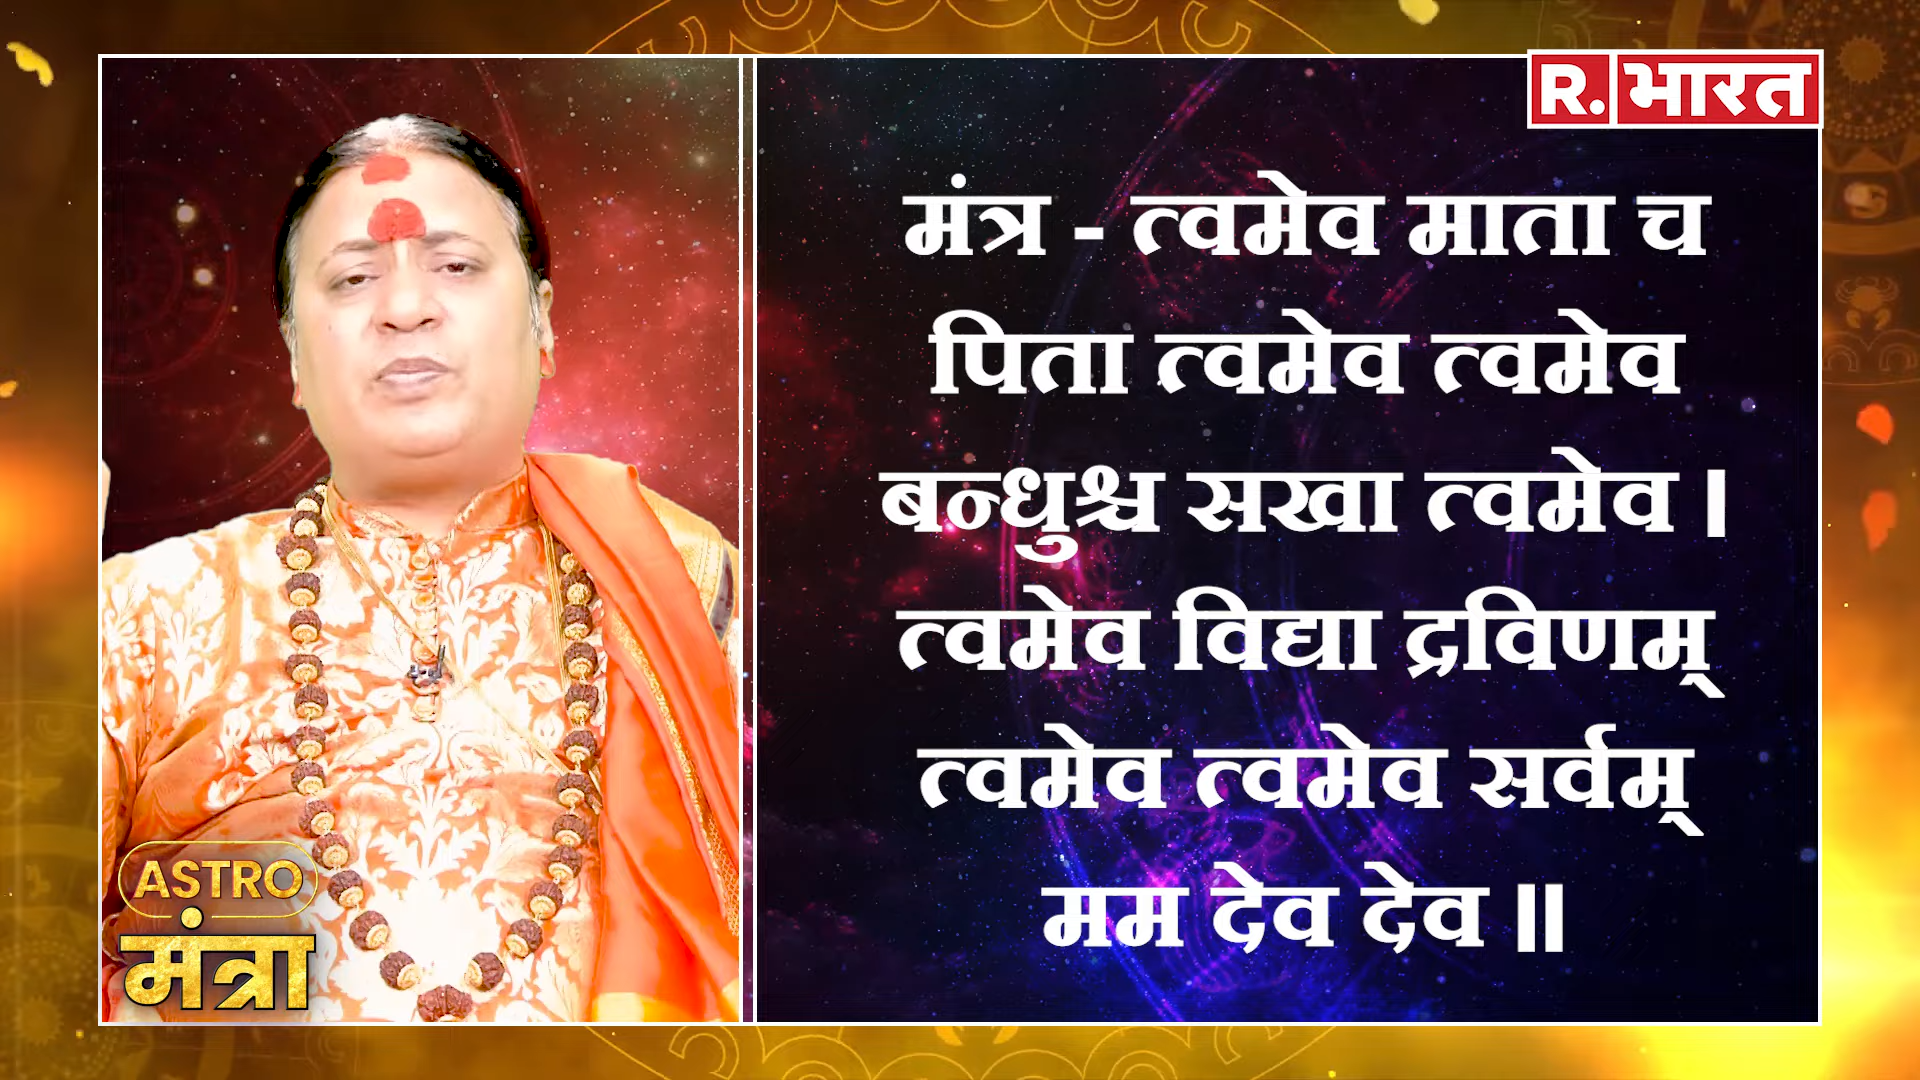 R. भारत
मंत्र - त्वमेव माता च
पिता त्वमेव त्वमेव
बन्धुश्च सखा त्वमेव ।
त्वमेव विद्या द्रविणम्
त्वमेव त्वमेव सर्वम्
मम देव देव ॥
ASTRO
मंत्रा